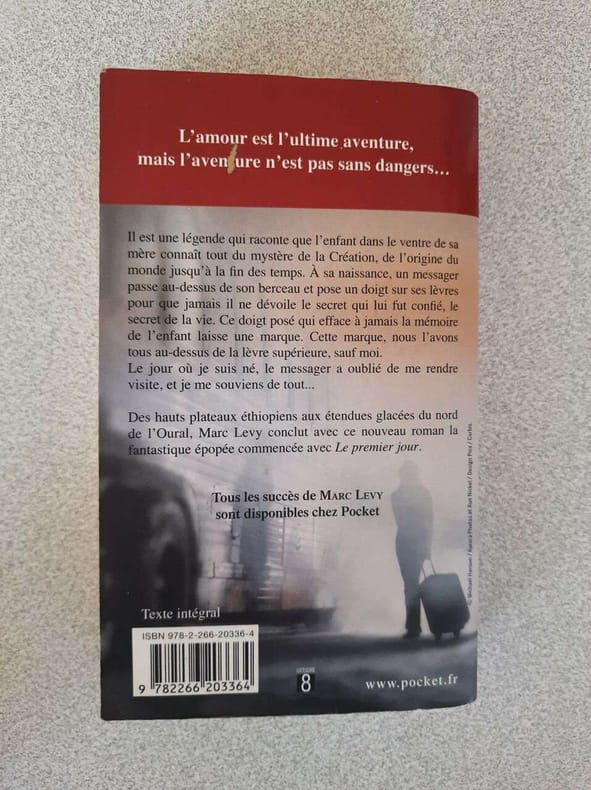 L'amour est l'ultime aventure,
mais l'aventure n'est pas sans dangers...
Il est une légende qui raconte que l'enfant dans le ventre de sa
mère connaît tout du mystère de la Création, de l'origine du
monde jusqu'à la fin des temps. À sa naissance, un messager
passe au-dessus de son berceau et pose un doigt sur ses lèvres
pour que jamais il ne dévoile le secret qui lui fut confié, le
secret de la vie. Ce doigt posé qui efface à jamais la mémoire
de l'enfant laisse une marque. Cette marque, nous l'avons
tous au-dessus de la lèvre supérieure, sauf moi.
Le jour où je suis né, le messager a oublié de me rendre
visite, et je me souviens de tout...
Des hauts plateaux éthiopiens aux étendues glacées du nord
de l'Oural, Marc Levy conclut avec ce nouveau roman la
fantastique épopée commencée avec Le premier jour.
Tous les succès de MARC LEVY
sont disponibles chez Pocket
Texte intégral
ISBN 978-2-266-20336-4
9 782266 203364
8
www.pocket.fr